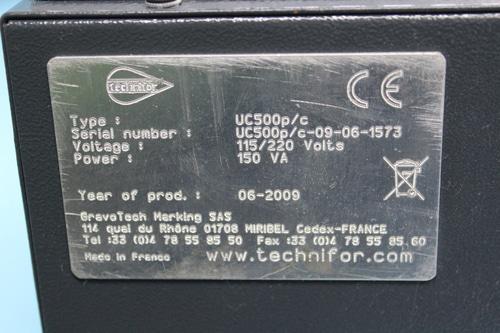 technifor
CE
Type : UC500p/c
Serial number : UC500p/c-09-06-1573
Voltage : 115/220 Volts
Power : 150 VA
Year of prod. : 06-2009
GravoTech Marking SAS
114 quai du Rhône 01708 MIRIBEL Cedex-FRANCE
Tel :33 (0)4 78 55 85 50 Fax :33 (0)4 78 55 85 60
Made in France www.technifor.com